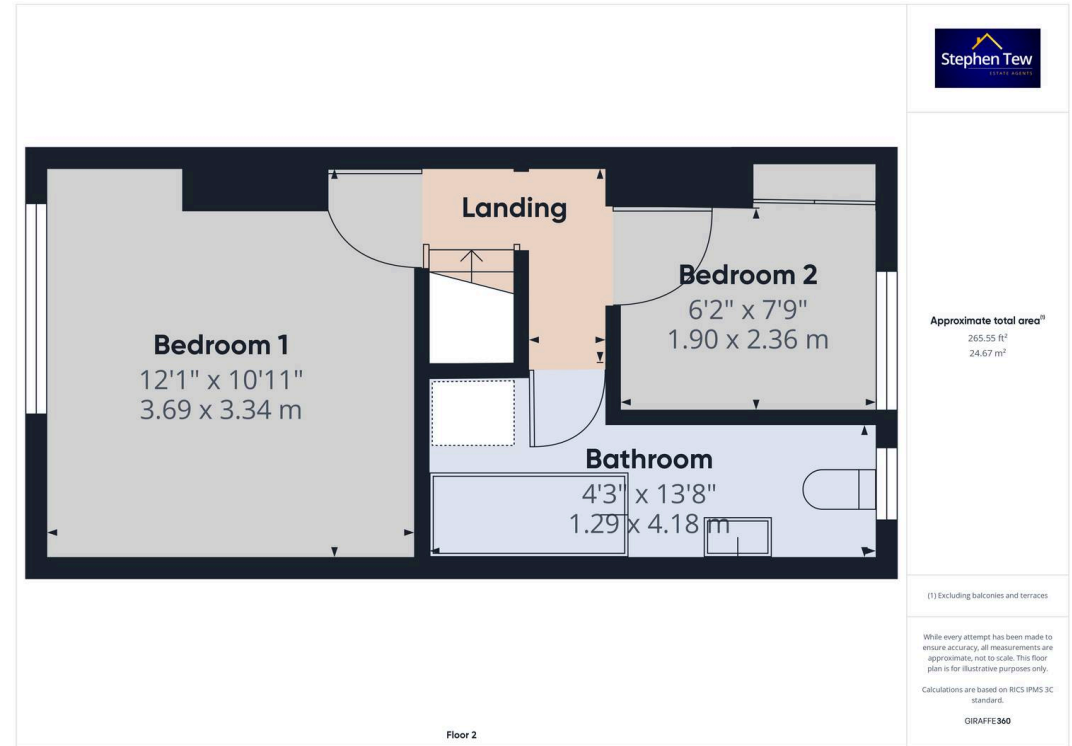 Stephen Tew
ESTATE AGENTS
Landing
Bedroom 2
6'2" x 7'9"
1.90 x 2.36 m
Bedroom 1
12'1" x 10'11"
3.69 x 3.34 m
Bathroom
4'3" x 13'8"
1.29 x 4.18 m
Floor 2
Approximate total area(1)
265.55 ft²
24.67 m²
(1) Excluding balconies and terraces
While every attempt has been made to
ensure accuracy, all measurements are
approximate, not to scale. This floor
plan is for illustrative purposes only.
Calculations are based on RICS IPMS 3C
standard.
GIRAFFE360